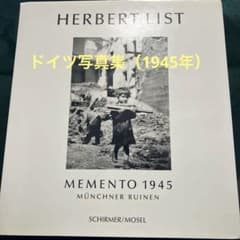 HERBERT LIST
ドイツ写真集（1945年）
MEMENTO 1945
MÜNCHNER RUINEN
SCHIRMER/MOSEL